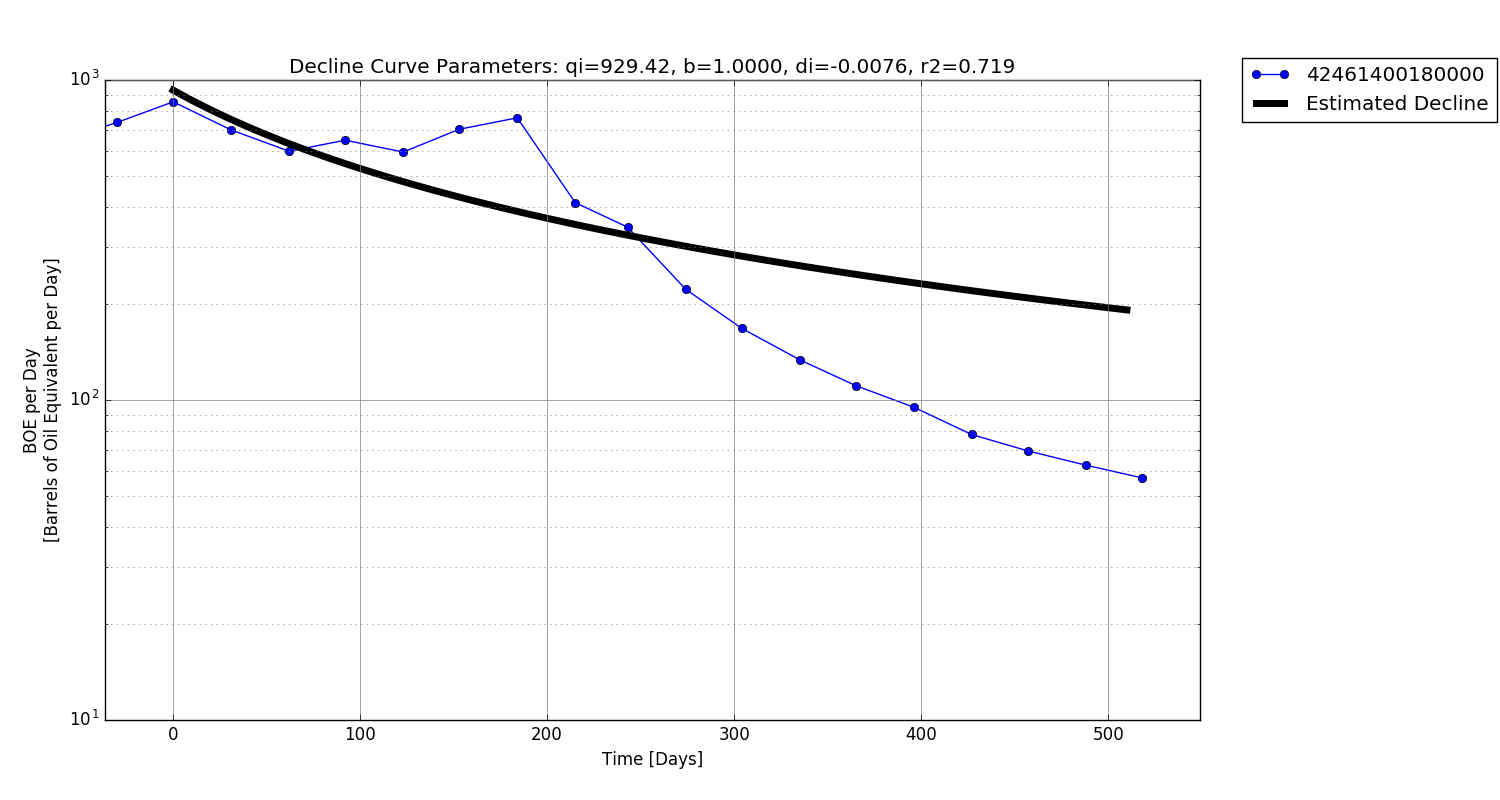 Decline Curve Parameters: qi=929.42, b=1.0000, di=-0.0076, r2=0.719
42461400180000
Estimated Decline
10³
10²
10¹
BOE per Day
[Barrels of Oil Equivalent per Day]
0 100 200 300 400 500
Time [Days]